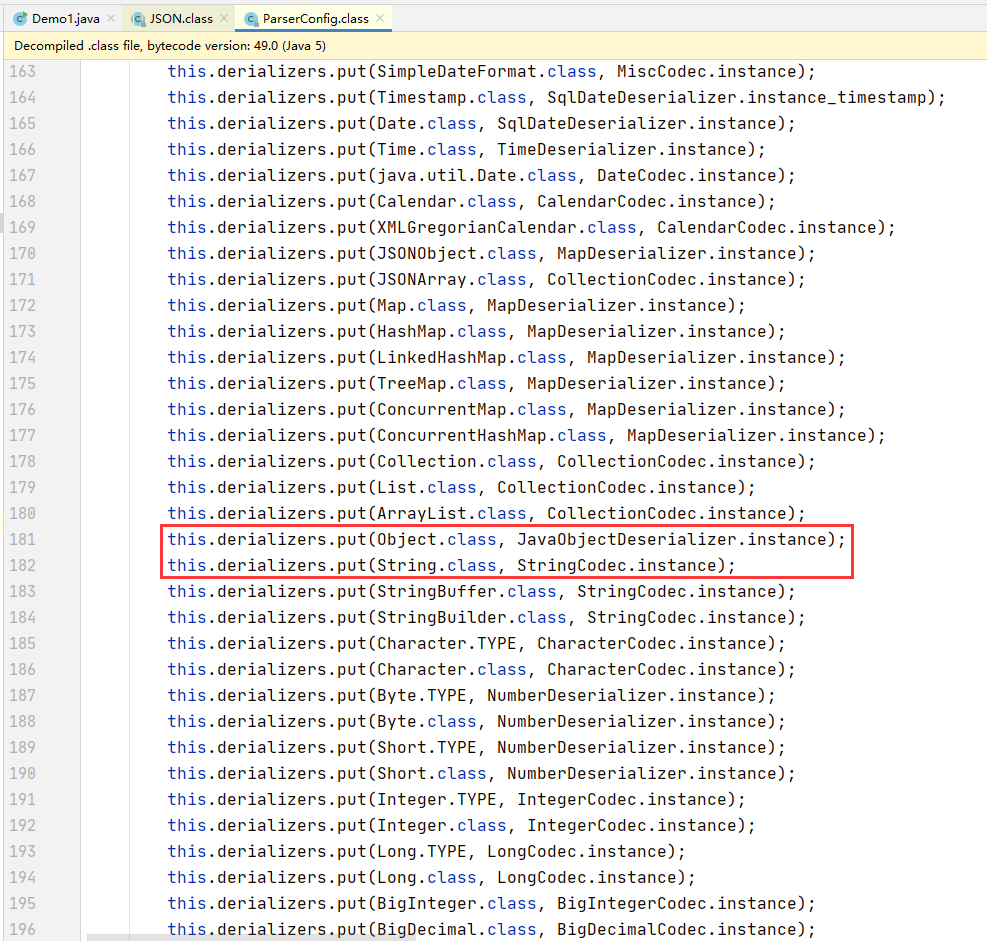 Demo1.java JSON.class ParserConfig.class
Decompiled .class file, bytecode version: 49.0 (Java 5)
163 this.derializers.put(SimpleDateFormat.class, MiscCodec.instance);
164 this.derializers.put(Timestamp.class, SqlDateDeserializer.instance_timestamp);
165 this.derializers.put(Date.class, SqlDateDeserializer.instance);
166 this.derializers.put(Time.class, TimeDeserializer.instance);
167 this.derializers.put(java.util.Date.class, DateCodec.instance);
168 this.derializers.put(Calendar.class, CalendarCodec.instance);
169 this.derializers.put(XMLGregorianCalendar.class, CalendarCodec.instance);
170 this.derializers.put(JSONObject.class, MapDeserializer.instance);
171 this.derializers.put(JSONArray.class, CollectionCodec.instance);
172 this.derializers.put(Map.class, MapDeserializer.instance);
173 this.derializers.put(HashMap.class, MapDeserializer.instance);
174 this.derializers.put(LinkedHashMap.class, MapDeserializer.instance);
175 this.derializers.put(TreeMap.class, MapDeserializer.instance);
176 this.derializers.put(ConcurrentMap.class, MapDeserializer.instance);
177 this.derializers.put(ConcurrentHashMap.class, MapDeserializer.instance);
178 this.derializers.put(Collection.class, CollectionCodec.instance);
179 this.derializers.put(List.class, CollectionCodec.instance);
180 this.derializers.put(ArrayList.class, CollectionCodec.instance);
181 this.derializers.put(Object.class, JavaObjectDeserializer.instance);
182 this.derializers.put(String.class, StringCodec.instance);
183 this.derializers.put(StringBuffer.class, StringCodec.instance);
184 this.derializers.put(StringBuilder.class, StringCodec.instance);
185 this.derializers.put(Character.TYPE, CharacterCodec.instance);
186 this.derializers.put(Character.class, CharacterCodec.instance);
187 this.derializers.put(Byte.TYPE, NumberDeserializer.instance);
188 this.derializers.put(Byte.class, NumberDeserializer.instance);
189 this.derializers.put(Short.TYPE, NumberDeserializer.instance);
190 this.derializers.put(Short.class, NumberDeserializer.instance);
191 this.derializers.put(Integer.TYPE, IntegerCodec.instance);
192 this.derializers.put(Integer.class, IntegerCodec.instance);
193 this.derializers.put(Long.TYPE, LongCodec.instance);
194 this.derializers.put(Long.class, LongCodec.instance);
195 this.derializers.put(BigInteger.class, BigIntegerCodec.instance);
196 this.derializers.put(BigDecimal.class, BigDecimalCodec.instance);